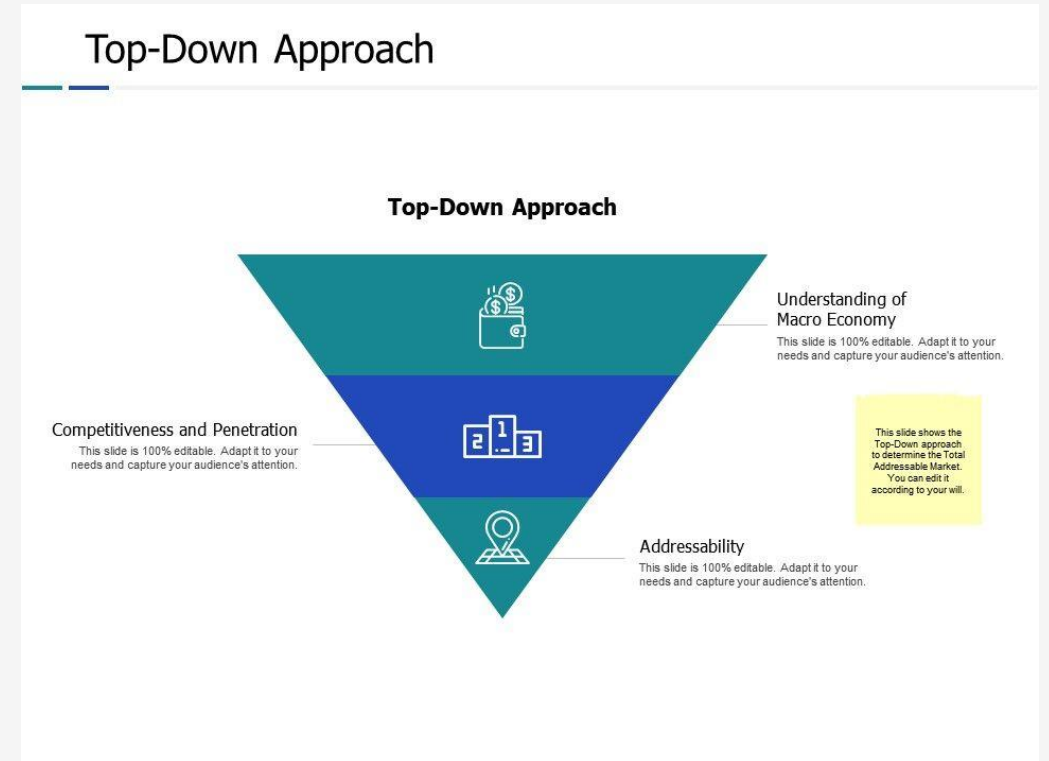 Top-Down Approach
Top-Down Approach
Understanding of
Macro Economy
This slide is 100% editable. Adapt it to your
needs and capture your audience's attention.
Competitiveness and Penetration
This slide is 100% editable. Adapt it to your
needs and capture your audience's attention.
2
1
3
This slide shows the
Top-Down approach
to determine the Total
Addressable Market.
You can edit it
according to your will.
Addressability
This slide is 100% editable. Adapt it to your
needs and capture your audience's attention.